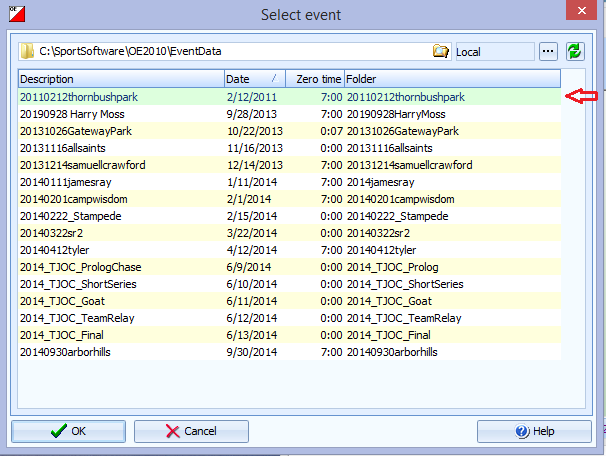 OE
Select event
C:\SportSoftware\OE2010\EventData Local ...
Description Date / Zero time Folder
20110212thornbushpark 2/12/2011 7:00 20110212thornbushpark
20190928 Harry Moss 9/28/2013 7:00 20190928HarryMoss
20131026GatewayPark 10/22/2013 0:07 20131026GatewayPark
20131116allsaints 11/16/2013 0:00 20131116allsaints
20131214samuellcrawford 12/14/2013 7:00 20131214samuellcrawford
20140111jamesray 1/11/2014 7:00 2014jamesray
20140201campwisdom 2/1/2014 7:00 20140201campwisdom
20140222_Stampede 2/15/2014 0:00 20140222_Stampede
20140322sr2 3/22/2014 0:00 20140322sr2
20140412tyler 4/12/2014 7:00 20140412tyler
2014_TJOC_PrologChase 6/9/2014 0:00 2014_TJOC_Prolog
2014_TJOC_ShortSeries 6/10/2014 0:00 2014_TJOC_ShortSeries
2014_TJOC_Goat 6/11/2014 0:00 2014_TJOC_Goat
2014_TJOC_TeamRelay 6/12/2014 0:00 2014_TJOC_TeamRelay
2014_TJOC_Final 6/13/2014 0:00 2014_TJOC_Final
20140930arborhills 9/30/2014 7:00 20140930arborhills
OK Cancel Help